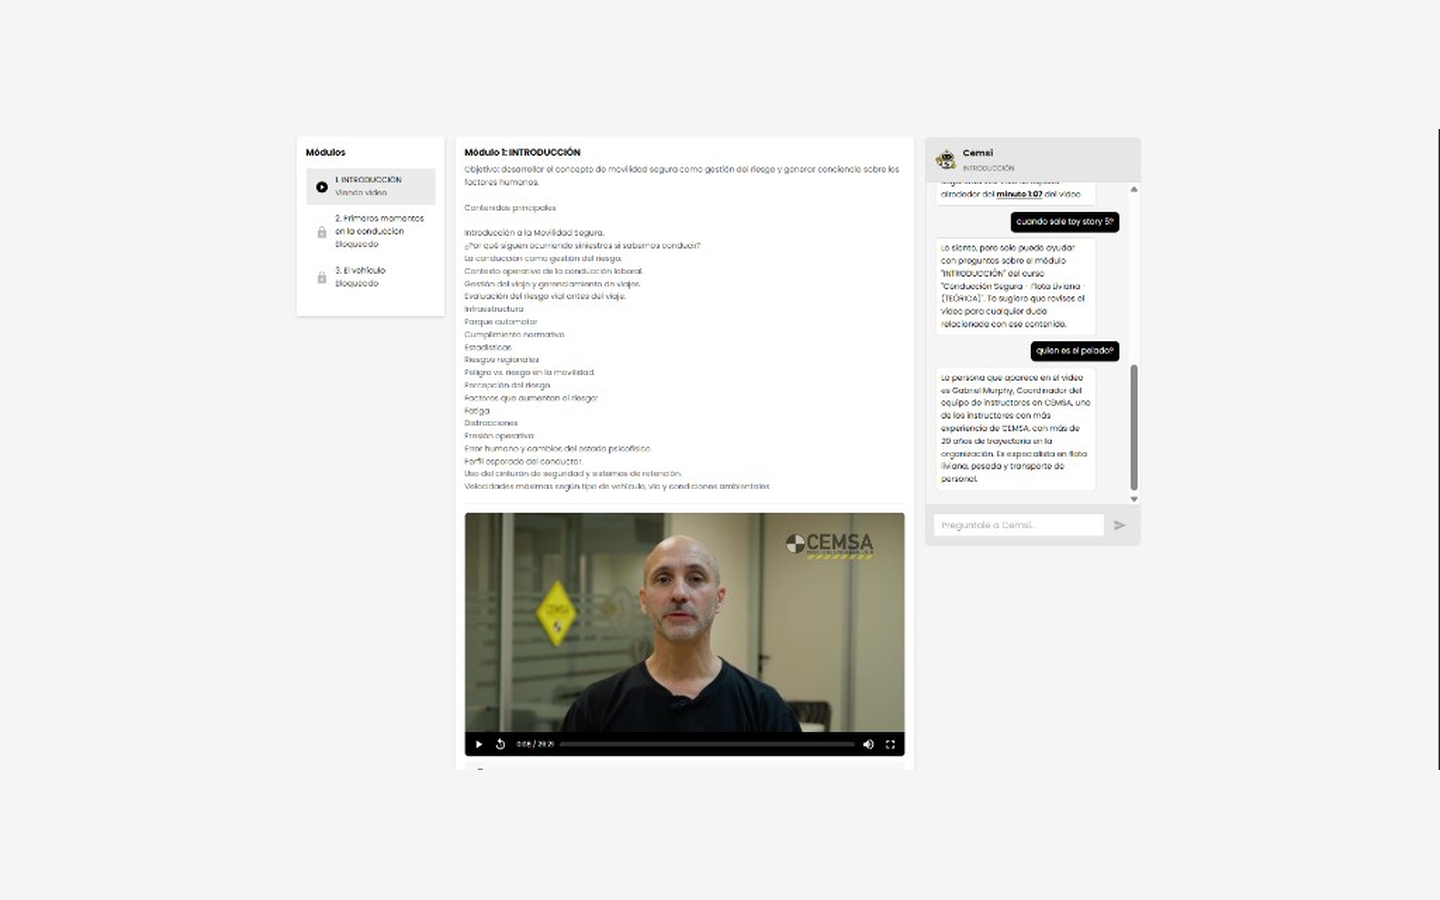 Módulos
1. INTRODUCCIÓN
Viendo video
2. Primeros momentos
en la conduccion
Bloqueado
3. El vehículo
Bloqueado
Módulo 1: INTRODUCCIÓN
Objetivo: desarrollar el concepto de movilidad segura como gestión del riesgo y generar conciencia sobre los
factores humanos.
Contenidos principales
Introducción a la Movilidad Segura.
¿Por qué siguen ocurriendo siniestros si sabemos conducir?
La conducción como gestión del riesgo.
Contexto operativo de la conducción laboral.
Gestión del viaje y gerenciamiento de viajes.
Evaluación del riesgo vial antes del viaje.
Infraestructura
Parque automotor
Cumplimiento normativo
Estadísticas
Riesgos regionales
Peligro vs. riesgo en la movilidad.
Percepción del riesgo
Factores que aumentan el riesgo:
Fatiga
Distracciones
Presión operativa
Error humano y cambios del estado psicofísico.
Perfil esperado del conductor.
Uso del cinturón de seguridad y sistemas de retención.
Velocidades máximas según tipo de vehículo, vía y condiciones ambientales
CEMSA
CEMSA
Cemsi
INTRODUCCIÓN
alrededor del minuto 1:07 del video.
cuando sale toy story 5?
Lo siento, pero solo puedo ayudar
con preguntas sobre el módulo
"INTRODUCCIÓN" del curso
"Conducción Segura - Flota Liviana -
(TEÓRICA)". Te sugiero que revises el
video para cualquier duda
relacionada con ese contenido.
quien es el pelado?
La persona que aparece en el video
es Gabriel Murphy, Coordinador del
equipo de instructores en CEMSA, uno
de los instructores con más
experiencia de CEMSA, con más de
20 años de trayectoria en la
organización. Es especialista en flota
liviana, pesada y transporte de
personal.
Preguntale a Cemsi...